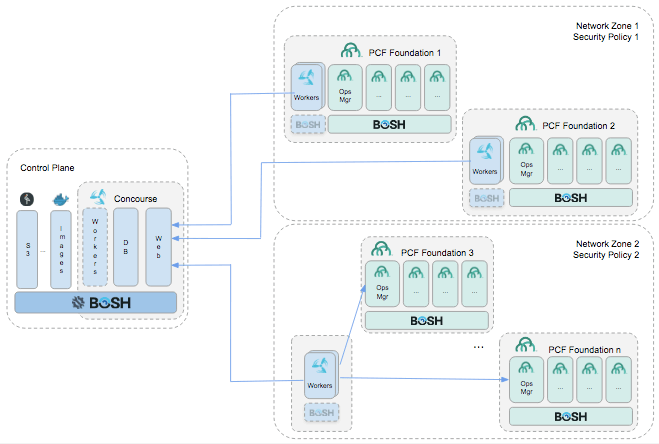 Network Zone 1
Security Policy 1
PCF Foundation 1
Workers
Ops
Mgr
...
...
...
BOSH
BOSH
PCF Foundation 2
Workers
Ops
Mgr
...
...
...
BOSH
BOSH
Control Plane
Concourse
S3
...
Images
Workers
DB
Web
BOSH
Network Zone 2
Security Policy 2
PCF Foundation 3
Ops
Mgr
...
...
...
BOSH
...
Workers
BOSH
PCF Foundation n
Ops
Mgr
...
...
...
BOSH